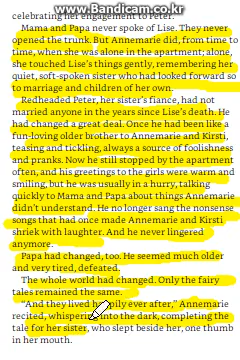 www.Bandicam.co.kr
celebrating her engagement to Peter.
Mama and Papa never spoke of Lise. They never
opened the trunk. But Annemarie did, from time to
time, when she was alone in the apartment; alone,
she touched Lise's things gently, remembering her
quiet, soft-spoken sister who had looked forward so
to marriage and children of her own.
Redheaded Peter, her sister's fiance, had not
married anyone in the years since Lise's death. He
had changed a great deal. Once he had been like a
fun-loving older brother to Annemarie and Kirsti,
teasing and tickling, always a source of foolishness
and pranks. Now he still stopped by the apartment
often, and his greetings to the girls were warm and
smiling, but he was usually in a hurry, talking
quickly to Mama and Papa about things Annemarie
didn't understand. He no longer sang the nonsense
songs that had once made Annemarie and Kirsti
shriek with laughter. And he never lingered
anymore.
Papa had changed, too. He seemed much older
and very tired, defeated.
The whole world had changed. Only the fairy
tales remained the same.
"And they lived happily ever after," Annemarie
recited, whispering into the dark, completing the
tale for her sister, who slept beside her, one thumb
in her mouth.